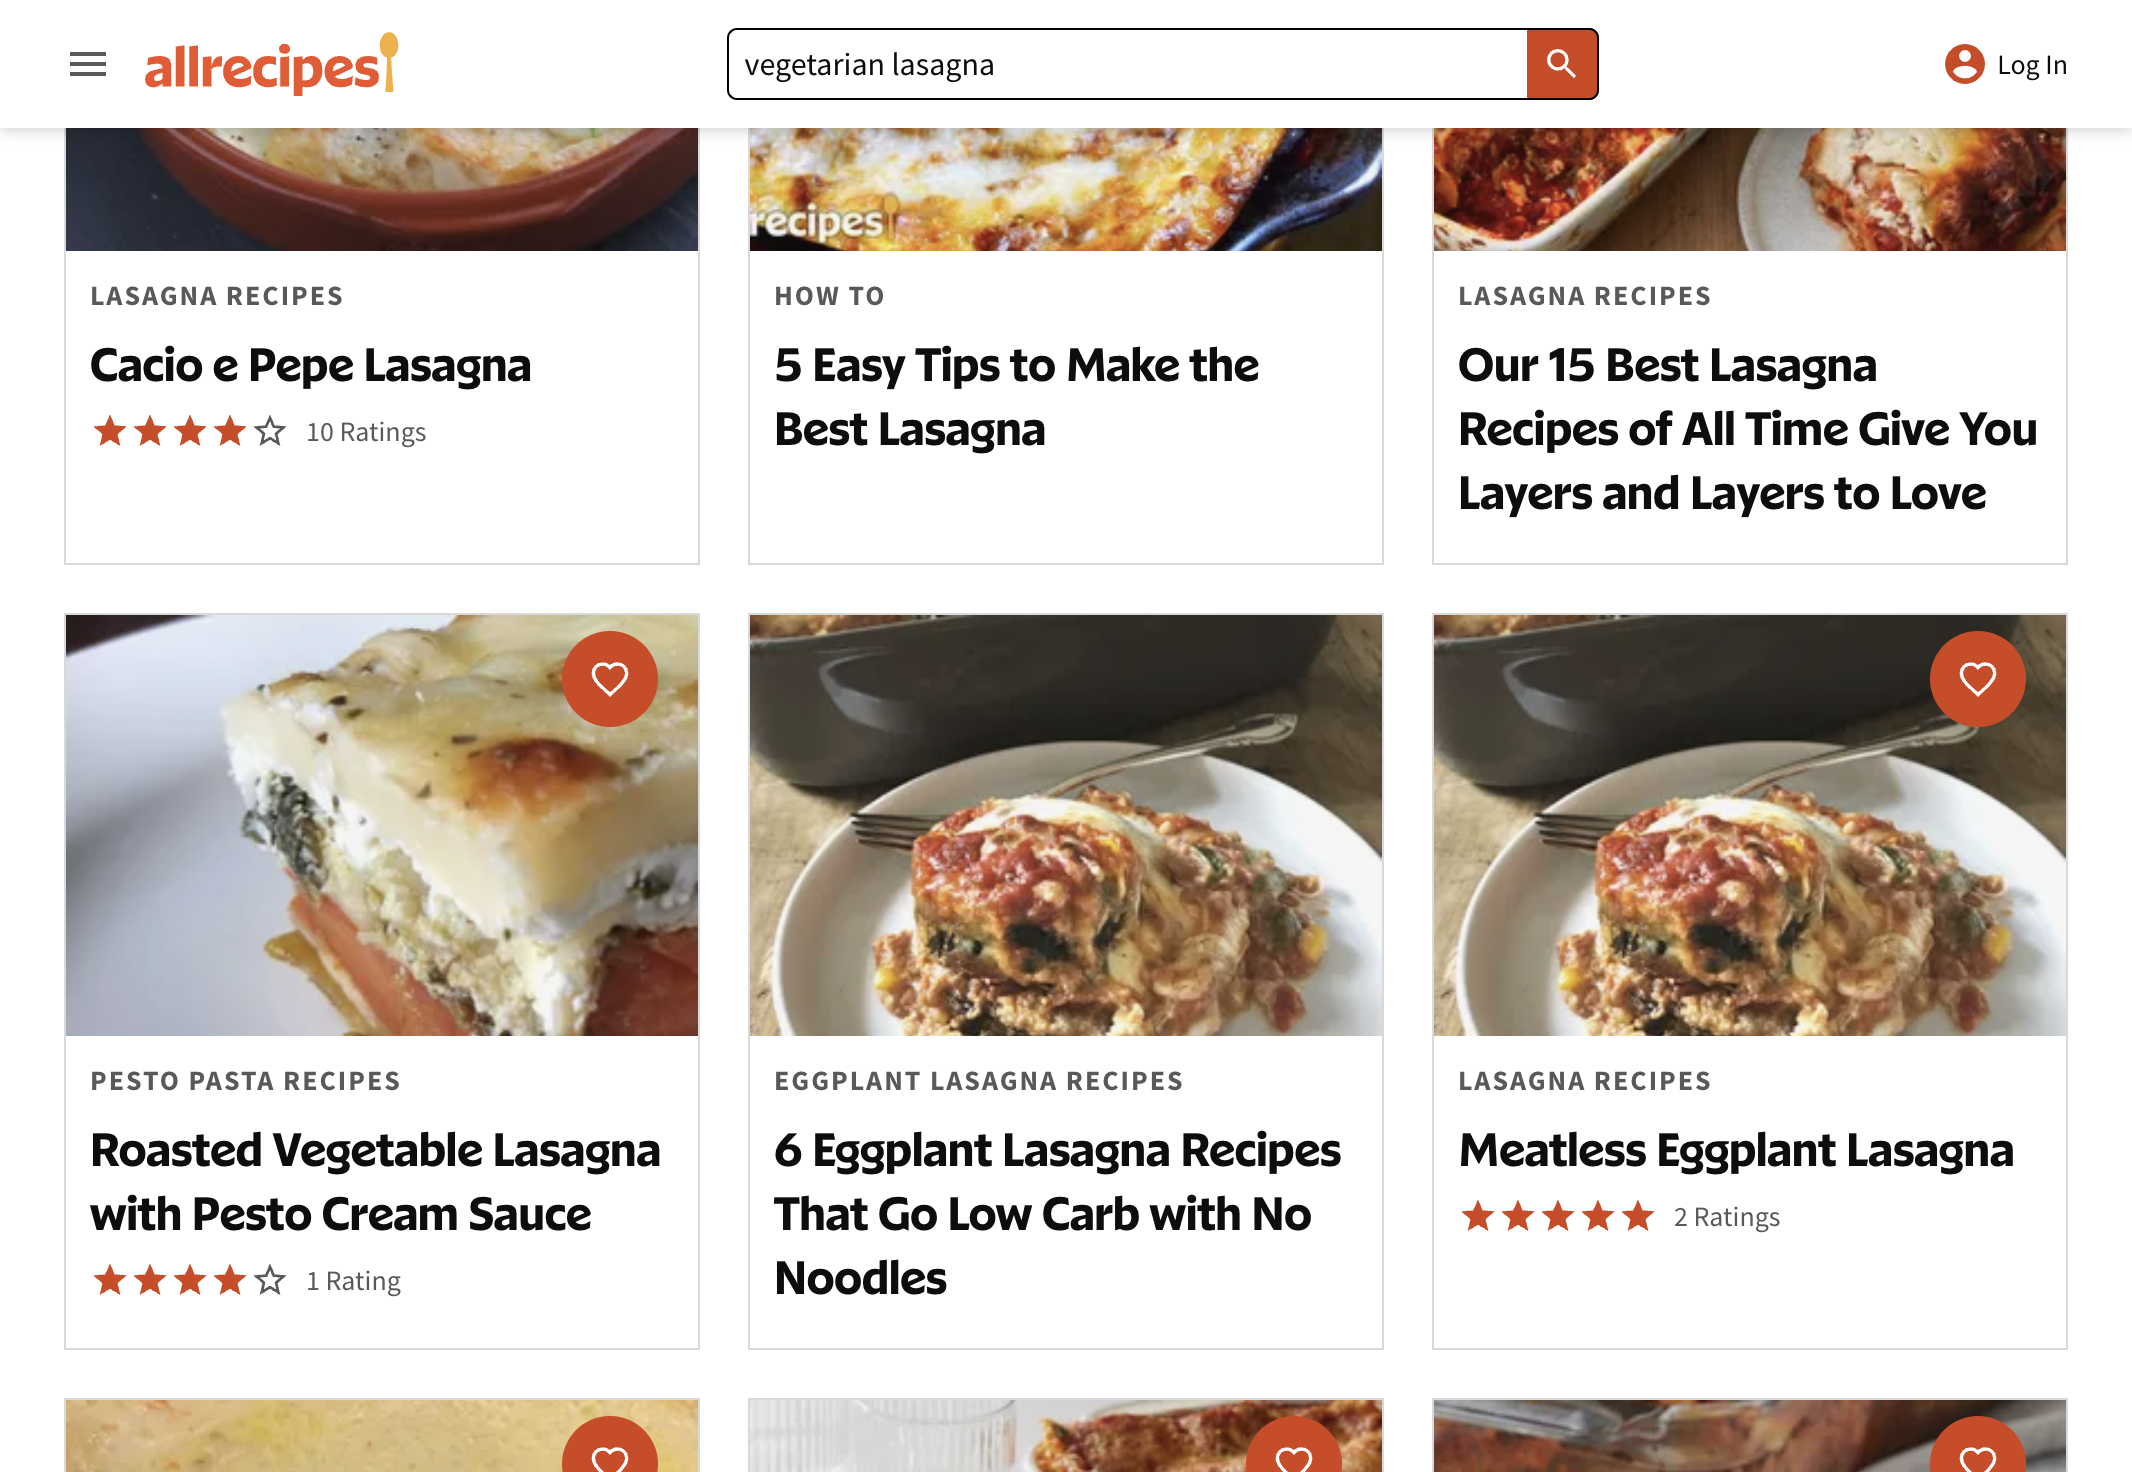 allrecipes
vegetarian lasagna
Log In
recipes
LASAGNA RECIPES
Cacio e Pepe Lasagna
10 Ratings
HOW TO
5 Easy Tips to Make the
Best Lasagna
LASAGNA RECIPES
Our 15 Best Lasagna
Recipes of All Time Give You
Layers and Layers to Love
PESTO PASTA RECIPES
Roasted Vegetable Lasagna
with Pesto Cream Sauce
1 Rating
EGGPLANT LASAGNA RECIPES
6 Eggplant Lasagna Recipes
That Go Low Carb with No
Noodles
LASAGNA RECIPES
Meatless Eggplant Lasagna
2 Ratings